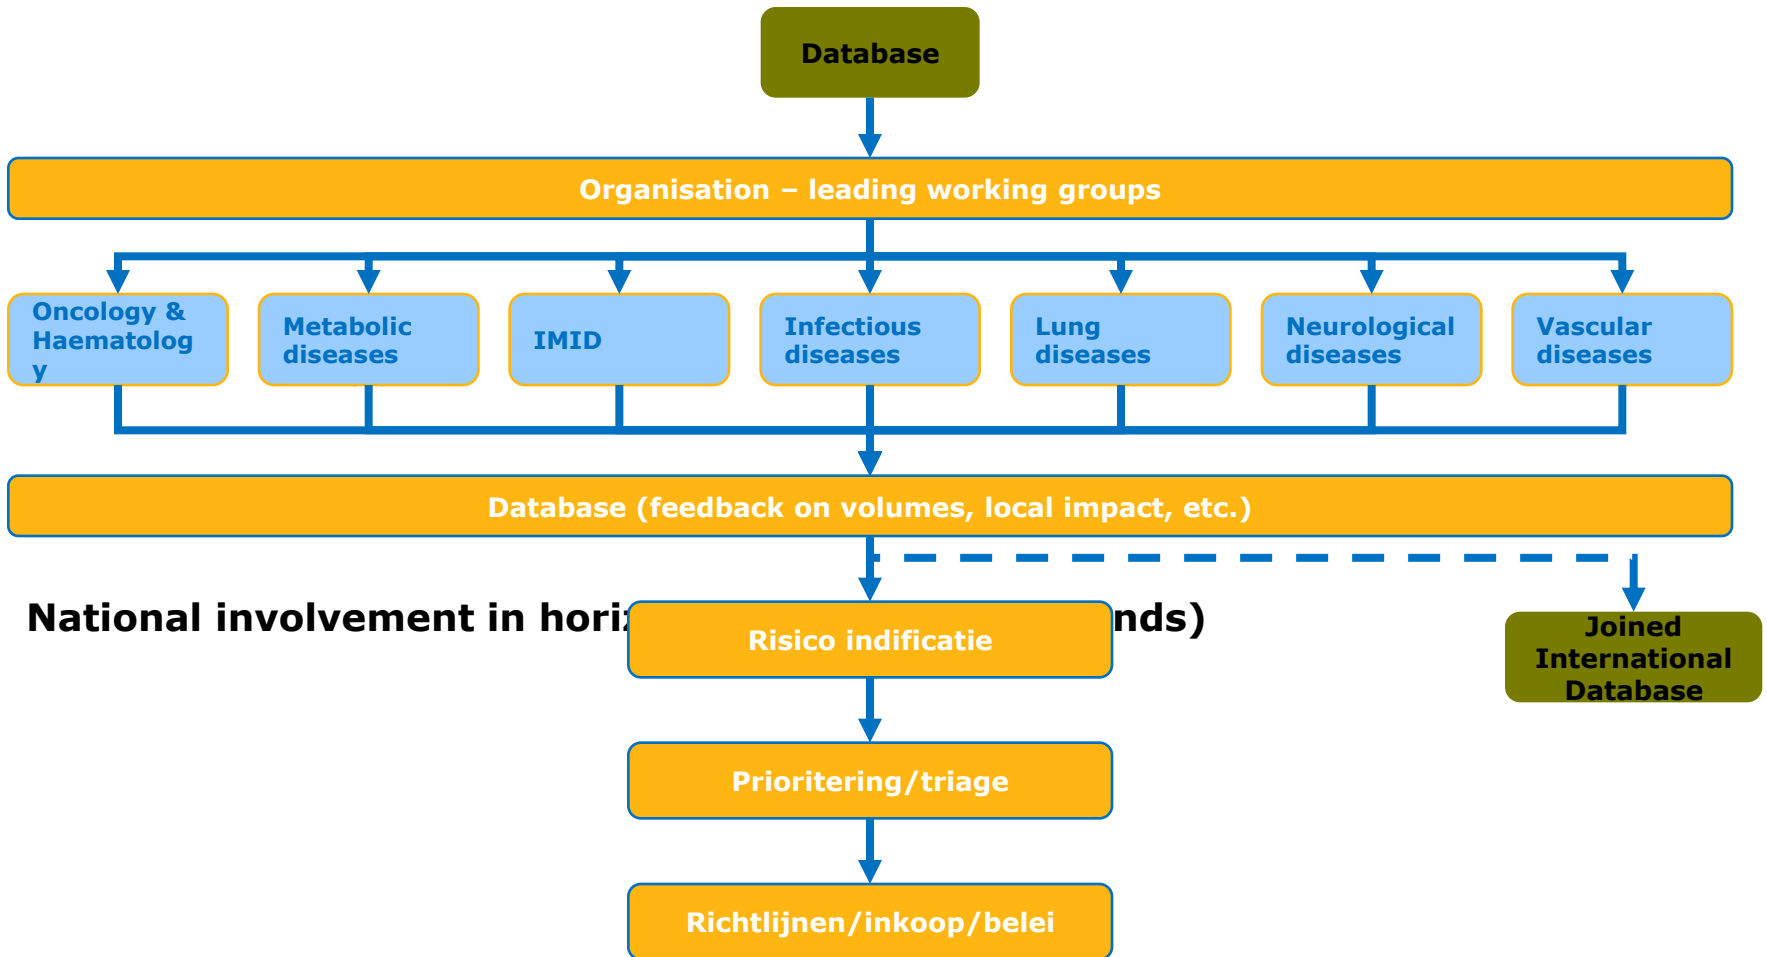 Database
Organisation – leading working groups
Oncology &
Haematolog
y
Metabolic
diseases
IMID
Infectious
diseases
Lung
diseases
Neurological
diseases
Vascular
diseases
Database (feedback on volumes, local impact, etc.)
National involvement in hori nds)
Risico indificatie
Joined
International
Database
Prioritering/triage
Richtlijnen/inkoop/belei